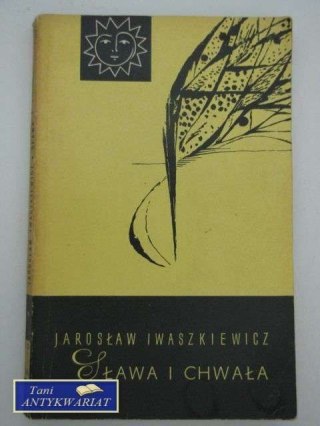 JAROSŁAW IWASZKIEWICZ
SŁAWA I CHWAŁA
Tani
ANTYKWARIAT